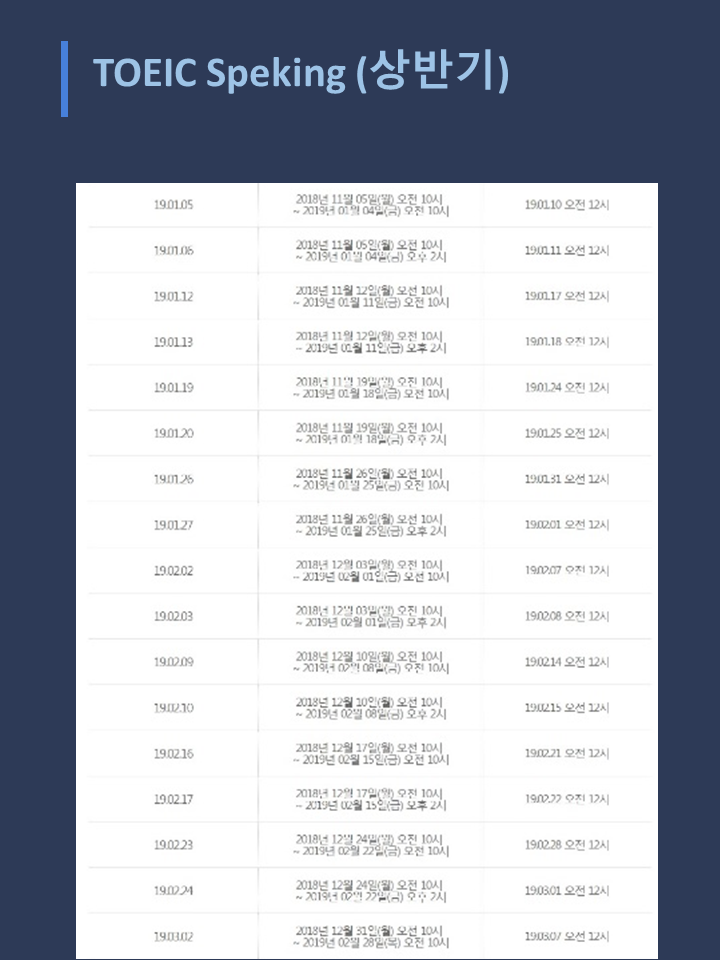 TOEIC Speking (상반기)
19.01.05
2018년 11월 05일(월) 오전 10시
~ 2019년 01월 04일(금) 오전 10시
19.01.10 오전 12시
19.01.06
2018년 11월 05일(월) 오전 10시
~ 2019년 01월 04일(금) 오후 2시
19.01.11 오전 12시
19.01.12
2018년 11월 12일(월) 오전 10시
~ 2019년 01월 11일(금) 오전 10시
19.01.17 오전 12시
19.01.13
2018년 11월 12일(월) 오전 10시
~ 2019년 01월 11일(금) 오후 2시
19.01.18 오전 12시
19.01.19
2018년 11월 19일(월) 오전 10시
~ 2019년 01월 18일(금) 오전 10시
19.01.24 오전 12시
19.01.20
2018년 11월 19일(월) 오전 10시
~ 2019년 01월 18일(금) 오후 2시
19.01.25 오전 12시
19.01.26
2018년 11월 26일(월) 오전 10시
~ 2019년 01월 25일(금) 오전 10시
19.01.31 오전 12시
19.01.27
2018년 11월 26일(월) 오전 10시
~ 2019년 01월 25일(금) 오후 2시
19.02.01 오전 12시
19.02.02
2018년 12월 03일(월) 오전 10시
~ 2019년 02월 01일(금) 오전 10시
19.02.07 오전 12시
19.02.03
2018년 12월 03일(월) 오전 10시
~ 2019년 02월 01일(금) 오후 2시
19.02.08 오전 12시
19.02.09
2018년 12월 10일(월) 오전 10시
~ 2019년 02월 08일(금) 오전 10시
19.02.14 오전 12시
19.02.10
2018년 12월 10일(월) 오전 10시
~ 2019년 02월 08일(금) 오후 2시
19.02.15 오전 12시
19.02.16
2018년 12월 17일(월) 오전 10시
~ 2019년 02월 15일(금) 오전 10시
19.02.21 오전 12시
19.02.17
2018년 12월 17일(월) 오전 10시
~ 2019년 02월 15일(금) 오후 2시
19.02.22 오전 12시
19.02.23
2018년 12월 24일(월) 오전 10시
~ 2019년 02월 22일(금) 오전 10시
19.02.28 오전 12시
19.02.24
2018년 12월 24일(월) 오전 10시
~ 2019년 02월 22일(금) 오후 2시
19.03.01 오전 12시
19.03.02
2018년 12월 31일(월) 오전 10시
~ 2019년 02월 28일(목) 오전 10시
19.03.07 오전 12시